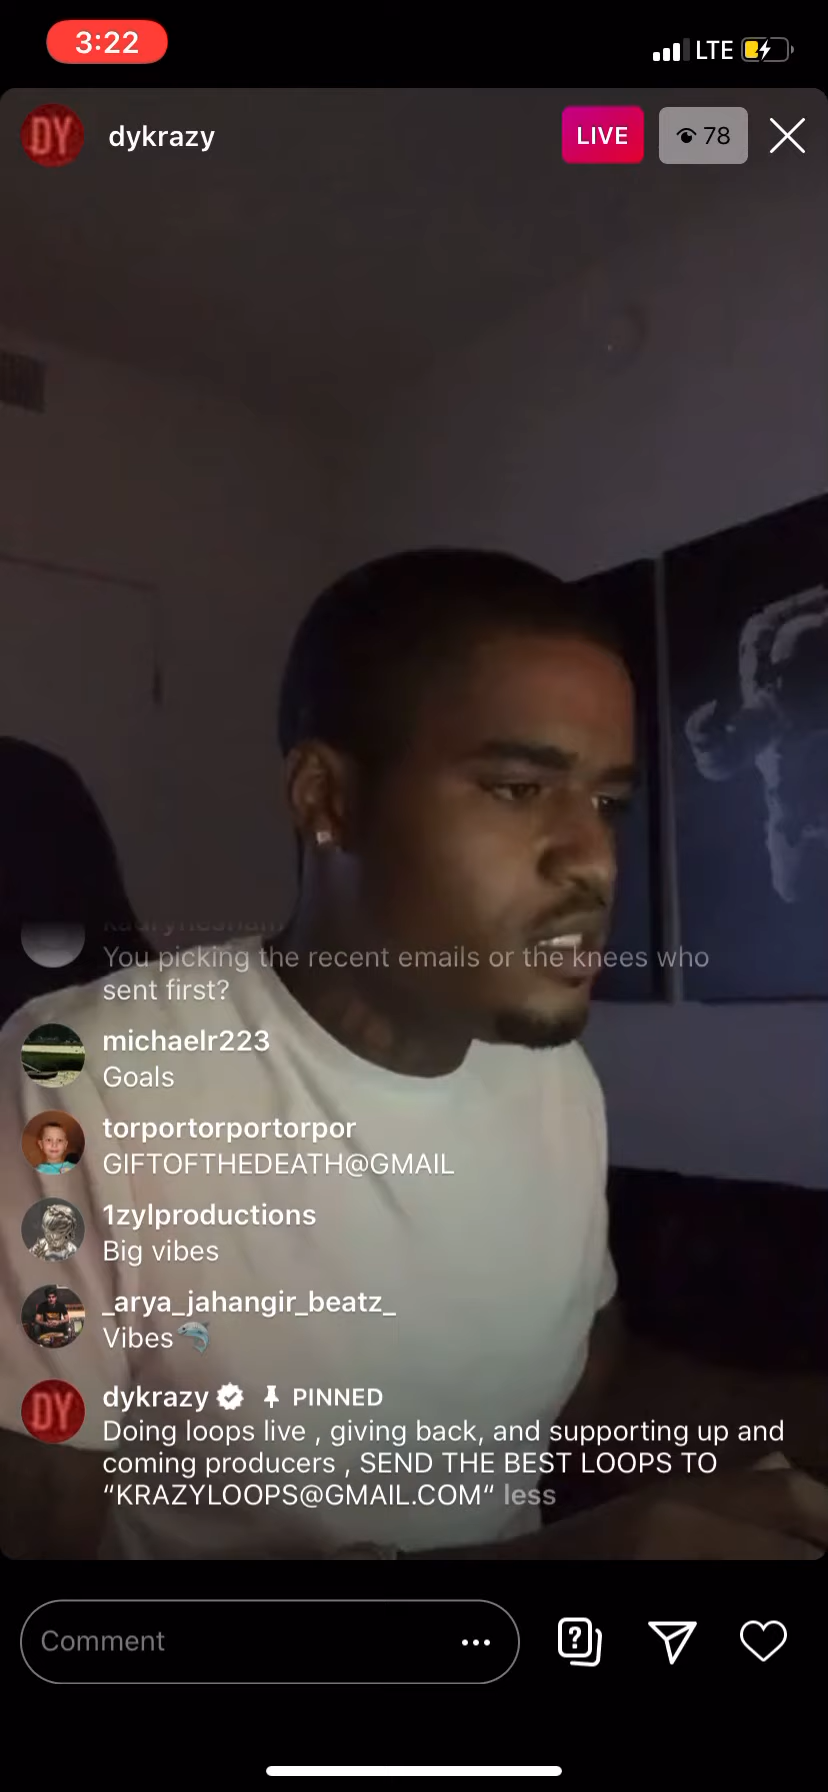 3:22
LTE
DY
dykrazy
LIVE
78
You picking the recent emails or the knees who
sent first?
michaelr223
Goals
torportorportorpor
GIFTOFTHEDEATH@GMAIL
1zylproductions
Big vibes
_arya_jahangir_beatz_
Vibes🐬
DY
dykrazy PINNED
Doing loops live , giving back, and supporting up and
coming producers , SEND THE BEST LOOPS TO
“KRAZYLOOPS@GMAIL.COM“ less
Comment